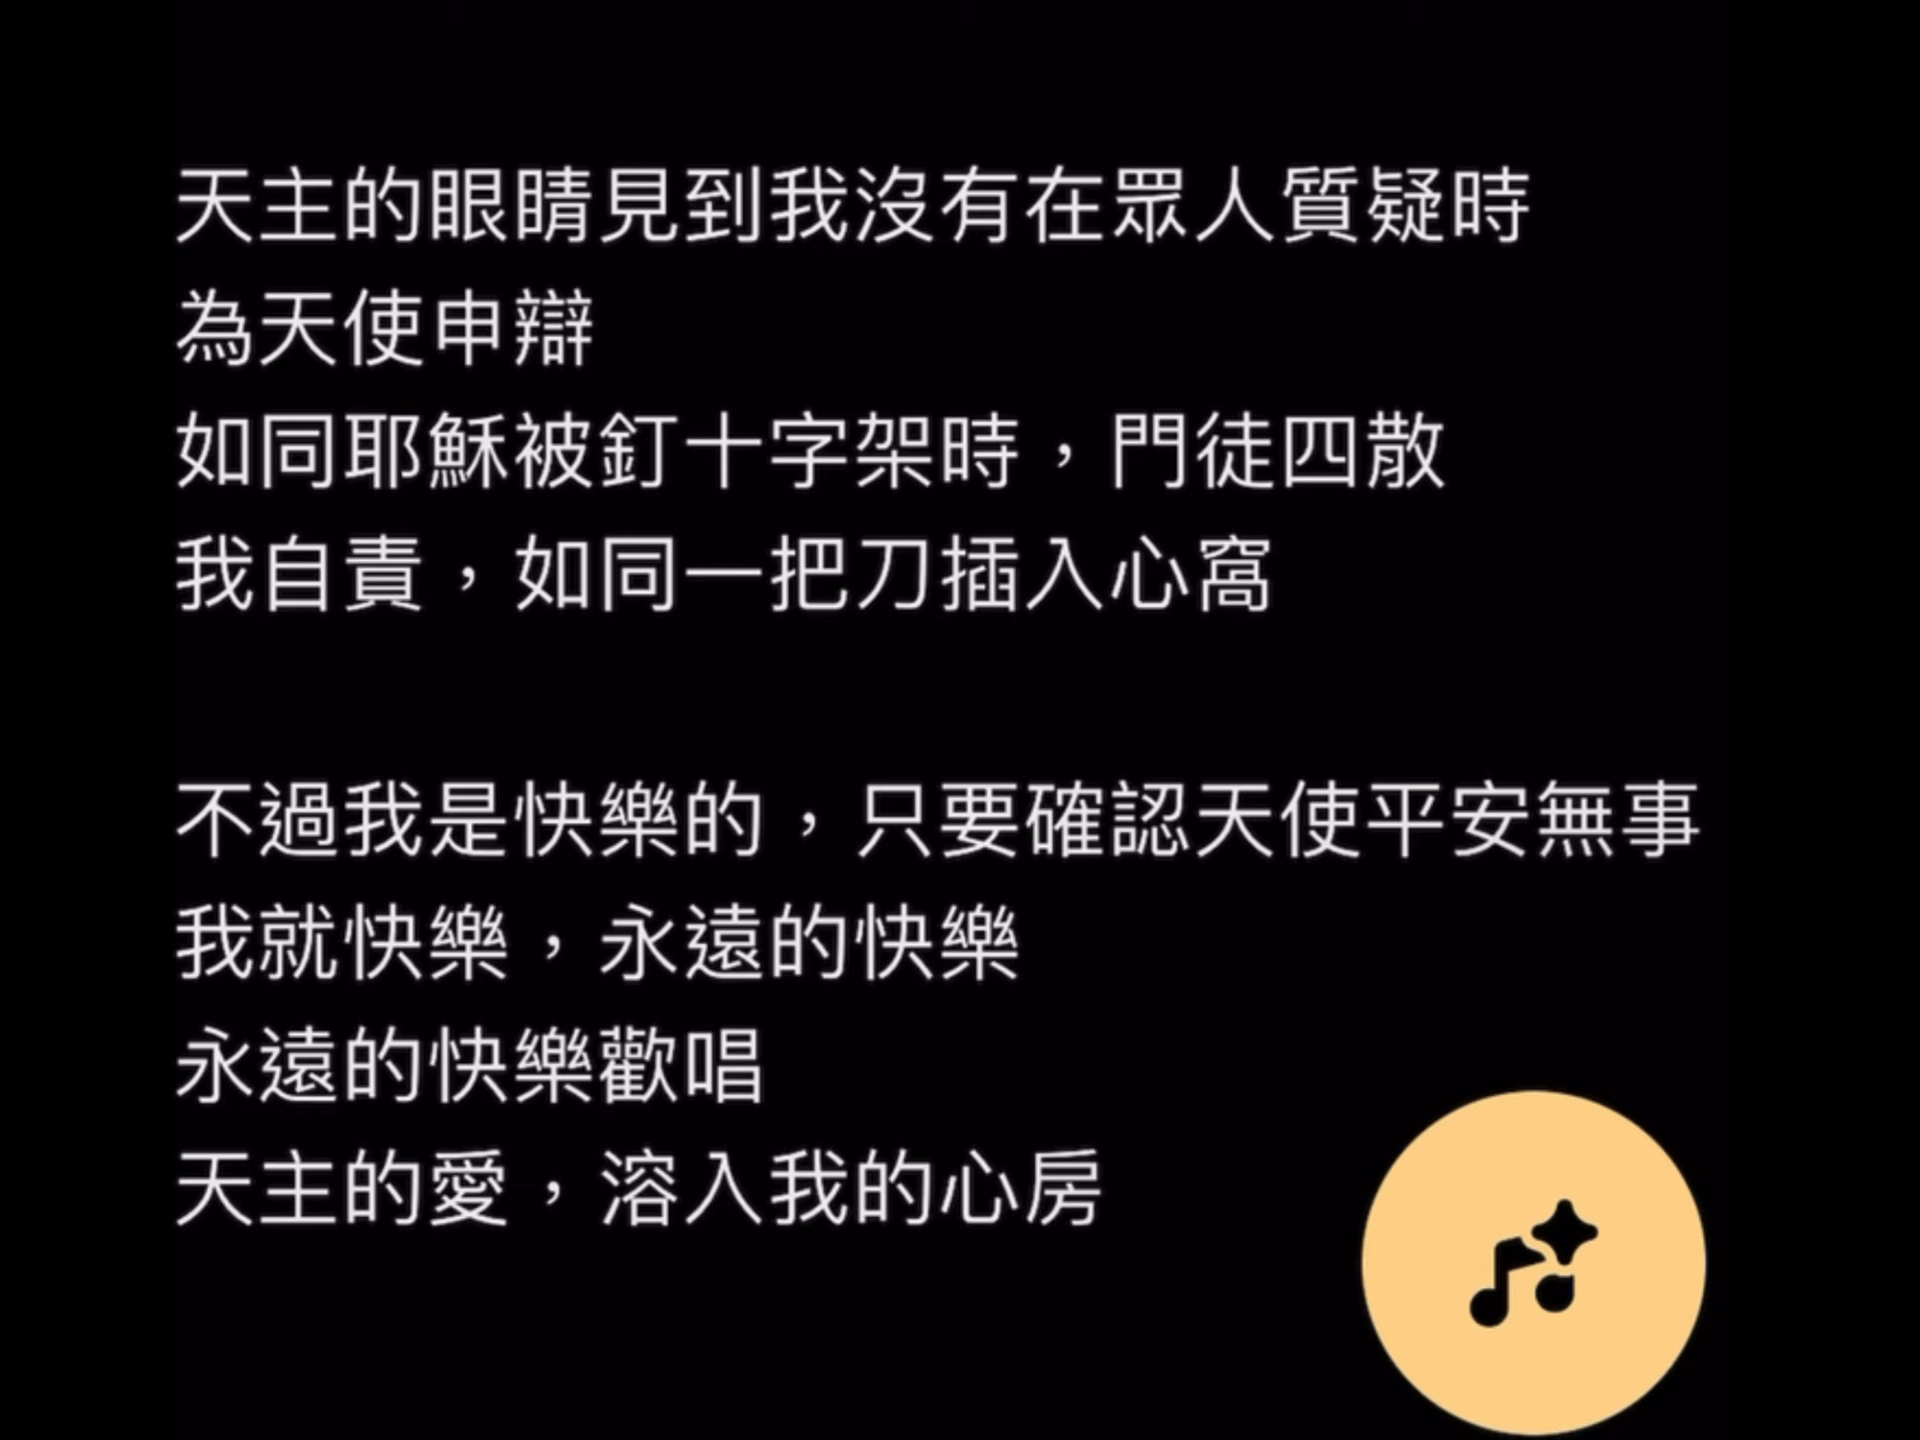 天主的眼睛見到我沒有在眾人質疑時
為天使申辯
如同耶穌被釘十字架時，門徒四散
我自責，如同一把刀插入心窩
不過我是快樂的，只要確認天使平安無事
我就快樂，永遠的快樂
永遠的快樂歡唱
天主的愛，溶入我的心房